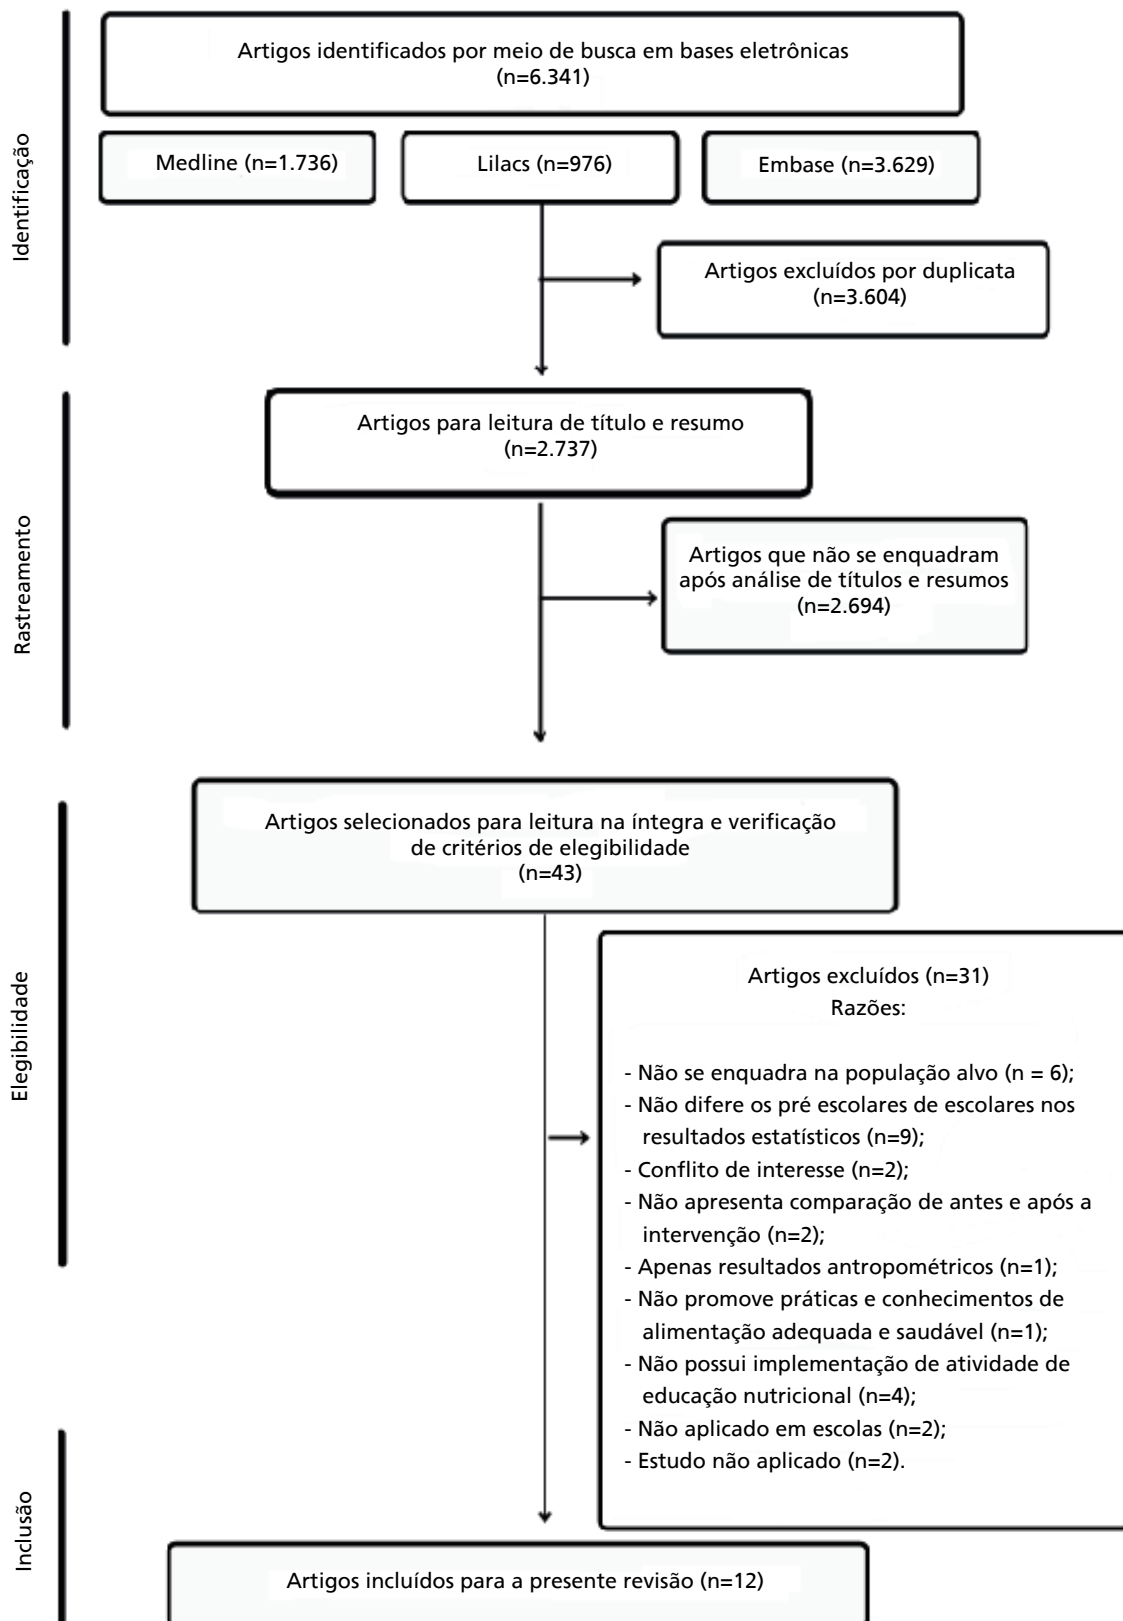 Identificação
Artigos identificados por meio de busca em bases eletrônicas
(n=6.341)
Medline (n=1.736)
Lilacs (n=976)
Embase (n=3.629)
Artigos excluídos por duplicata
(n=3.604)
Rastreamento
Artigos para leitura de título e resumo
(n=2.737)
Artigos que não se enquadram
após análise de títulos e resumos
(n=2.694)
Elegibilidade
Artigos selecionados para leitura na íntegra e verificação
de critérios de elegibilidade
(n=43)
Artigos excluídos (n=31)
Razões:
- Não se enquadra na população alvo (n = 6);
- Não difere os pré escolares de escolares nos
resultados estatísticos (n=9);
- Conflito de interesse (n=2);
- Não apresenta comparação de antes e após a
intervenção (n=2);
- Apenas resultados antropométricos (n=1);
- Não promove práticas e conhecimentos de
alimentação adequada e saudável (n=1);
- Não possui implementação de atividade de
educação nutricional (n=4);
- Não aplicado em escolas (n=2);
- Estudo não aplicado (n=2).
Inclusão
Artigos incluídos para a presente revisão (n=12)